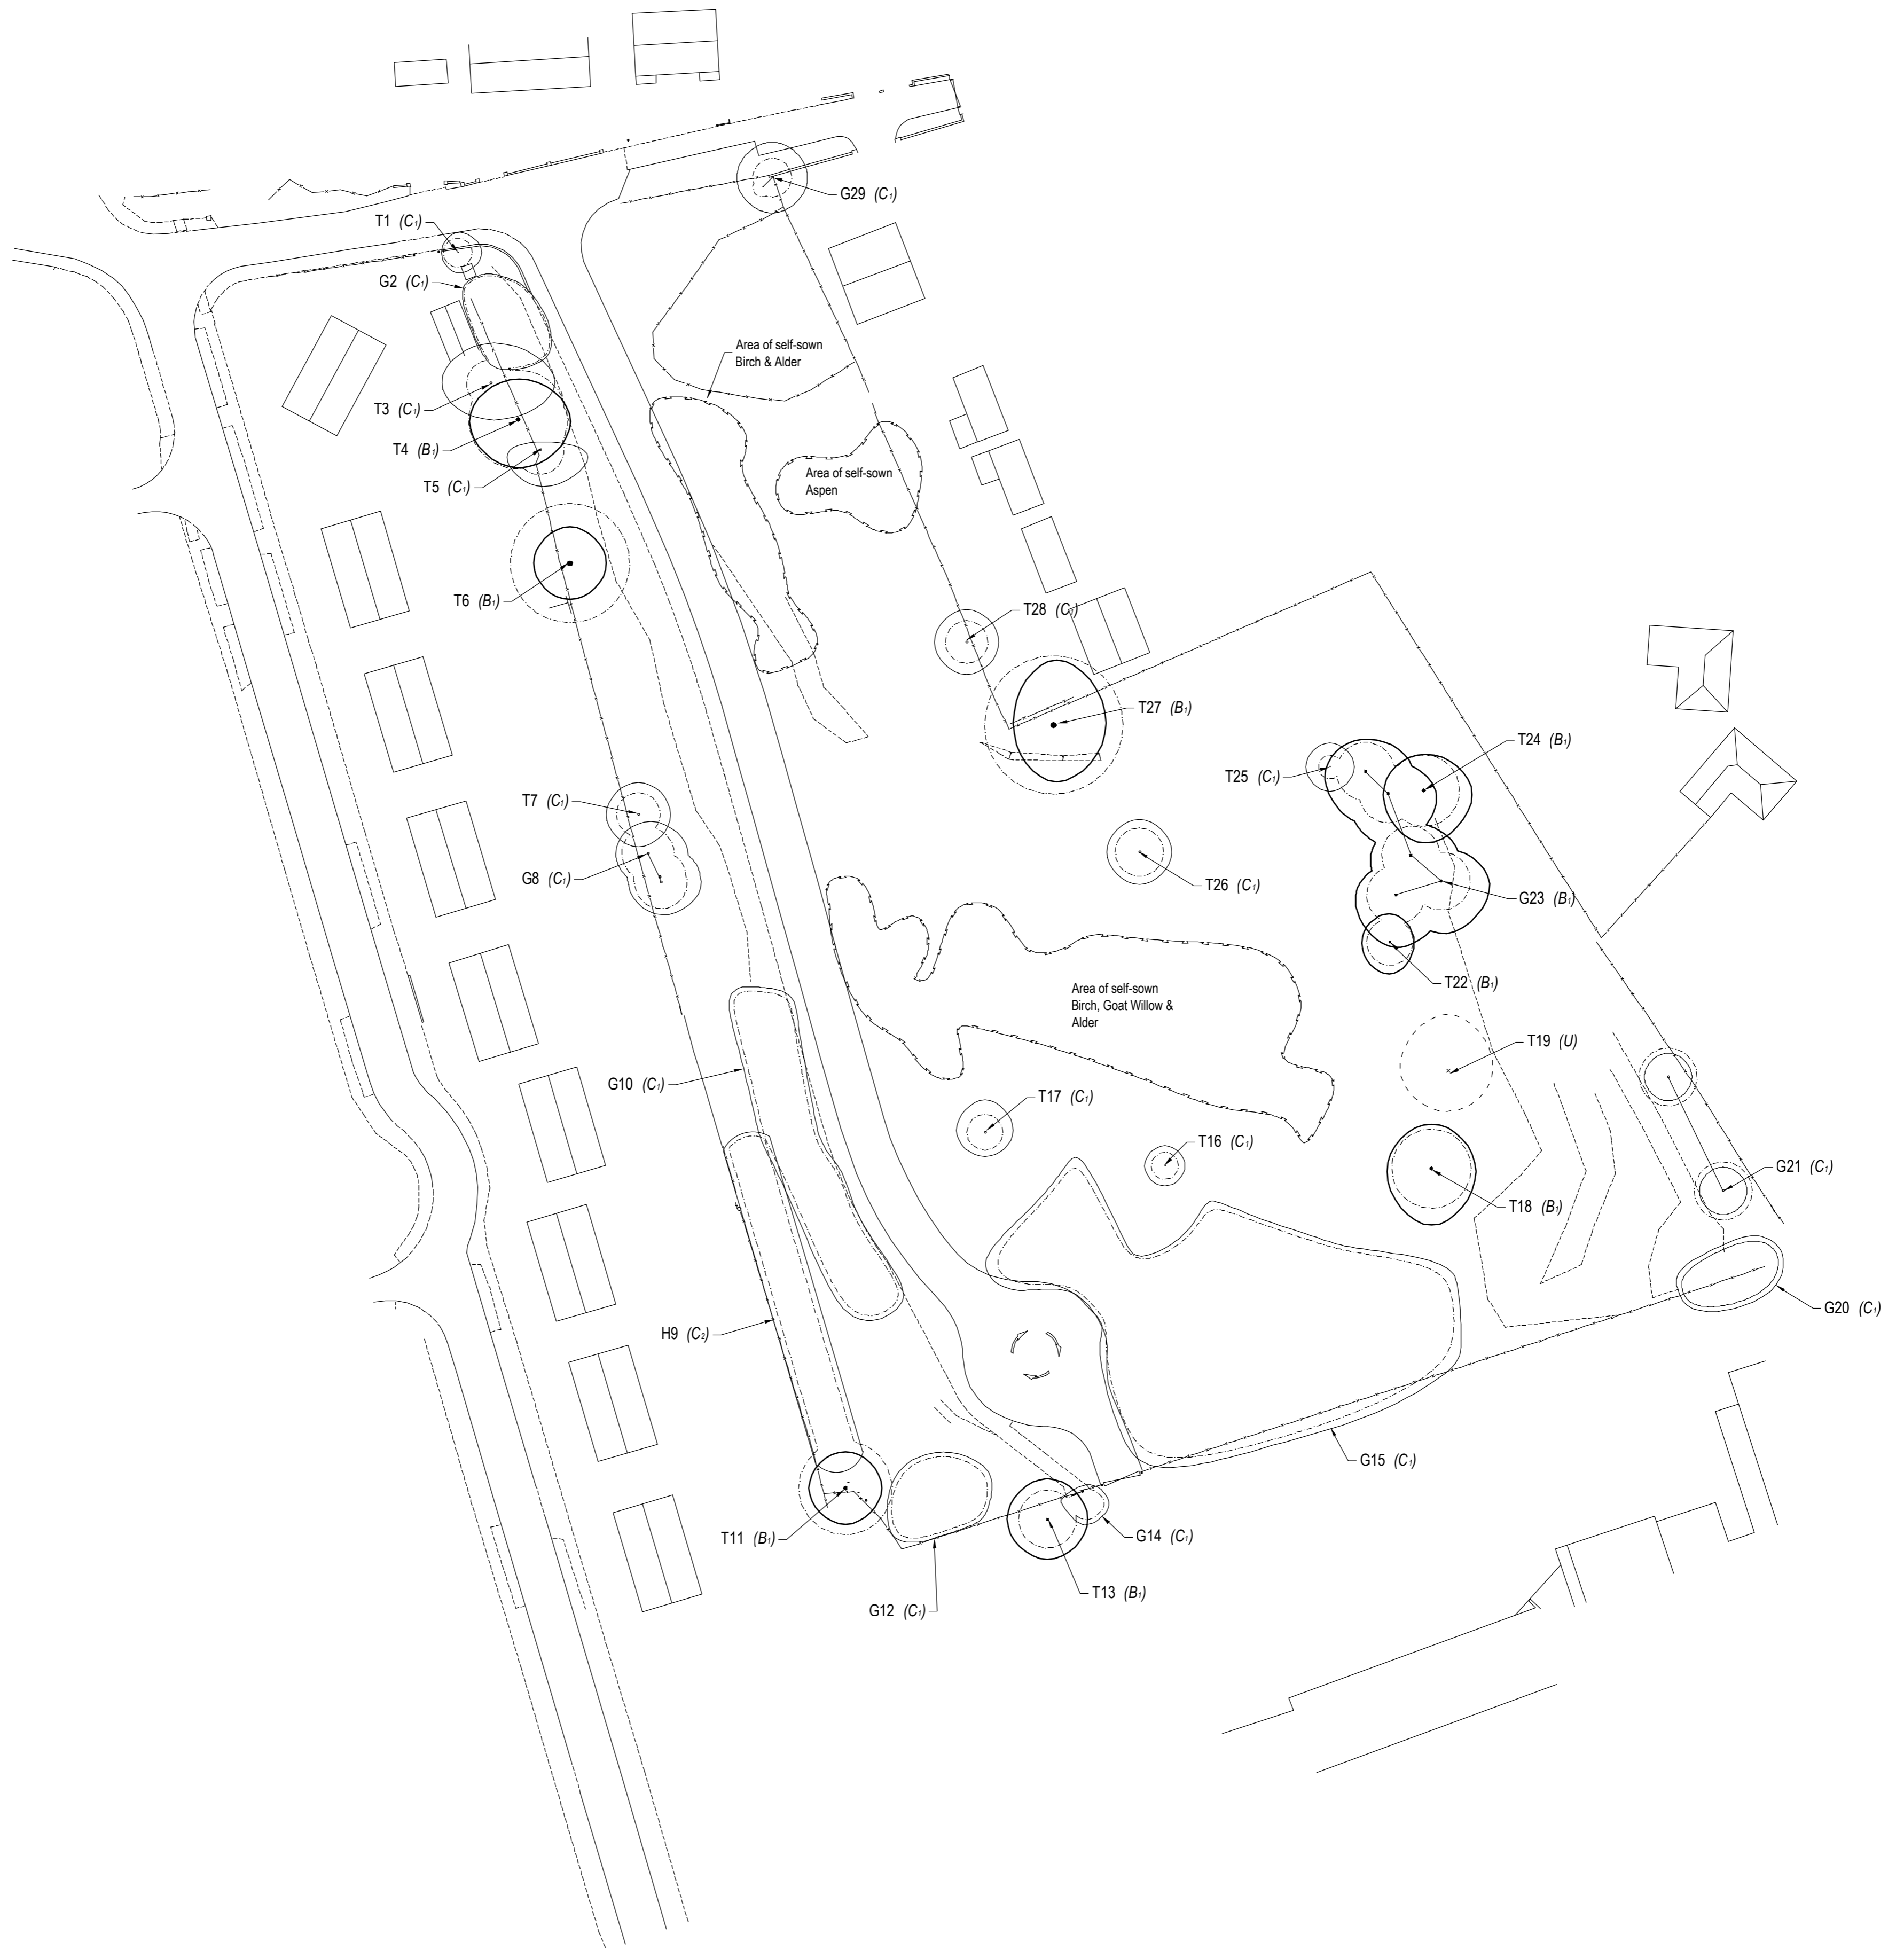 G29 (C₁)
T1 (C₁)
G2 (C₁)
Area of self-sown
Birch & Alder
T3 (C₁)
T4 (B₁)
Area of self-sown
Aspen
T5 (C₁)
T6 (B₁)
T28 (C₁)
T27 (B₁)
T24 (B₁)
T25 (C₁)
T7 (C₁)
G8 (C₁)
T26 (C₁)
G23 (B₁)
T22 (B₁)
Area of self-sown
Birch, Goat Willow &
Alder
T19 (U)
G10 (C₁)
T17 (C₁)
T16 (C₁)
G21 (C₁)
T18 (B₁)
G20 (C₁)
H9 (C₂)
G15 (C₁)
T11 (B₁)
G14 (C₁)
T13 (B₁)
G12 (C₁)